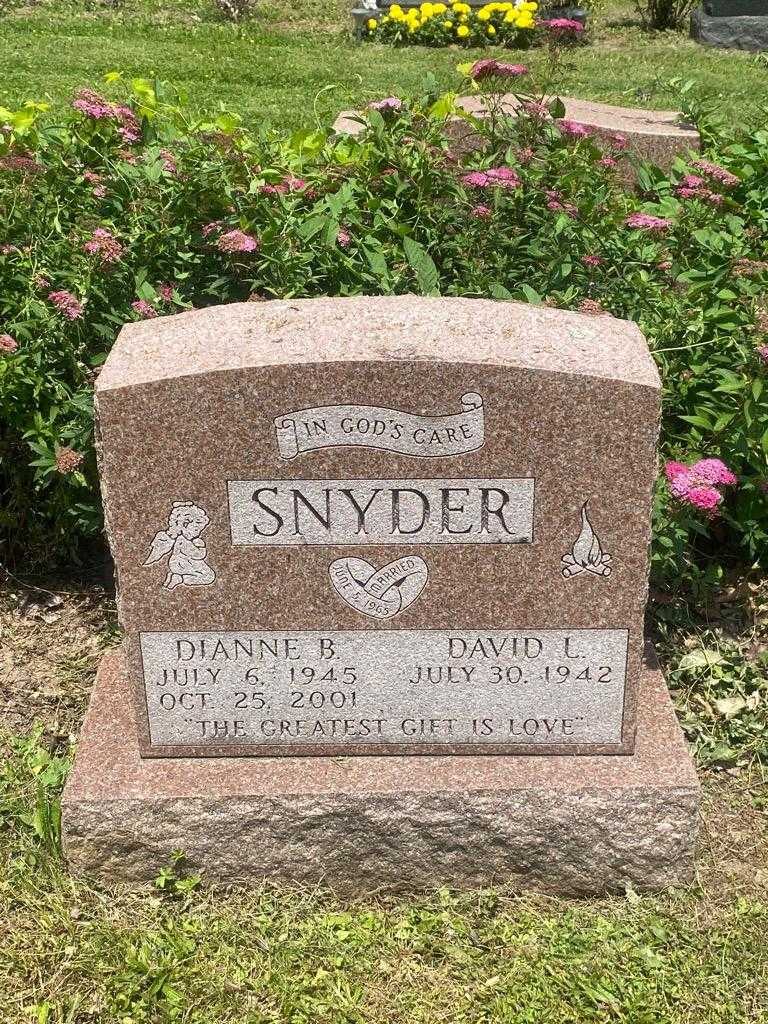 IN GOD'S CARE
SNYDER
MARRIED
JUNE 5, 1965
DIANNE B. DAVID L.
JULY 6, 1945 JULY 30, 1942
OCT. 25, 2001
"THE GREATEST GIFT IS LOVE"